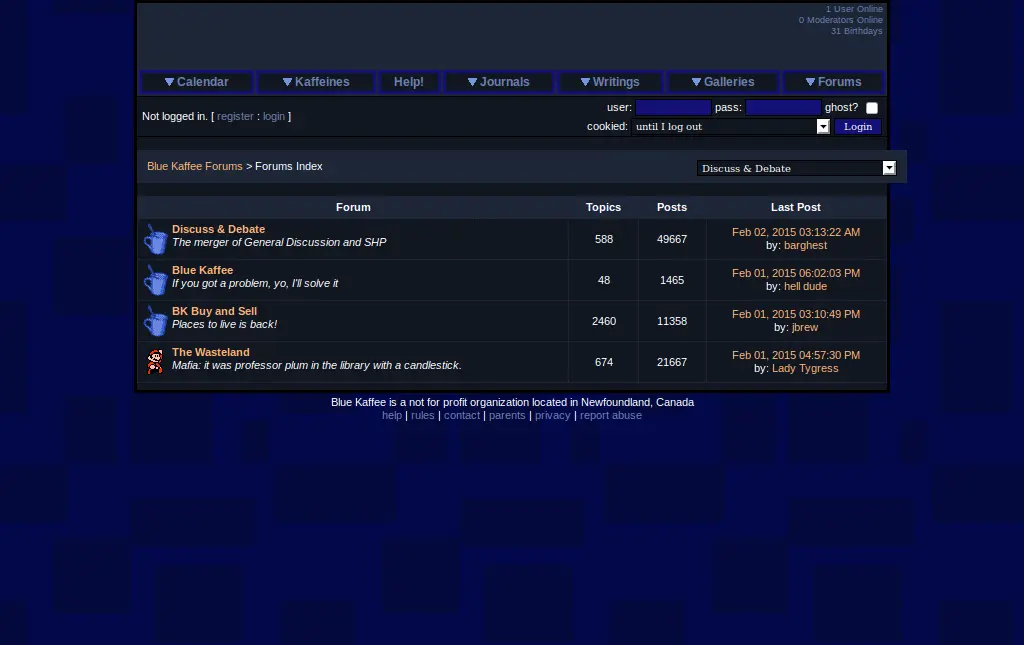 1 User Online
0 Moderators Online
31 Birthdays
Calendar Kaffeines Help! Journals Writings Galleries Forums
user: pass: ghost?
Not logged in. [ register : login ]
cookied: until I log out Login
Blue Kaffee Forums > Forums Index Discuss & Debate
Forum Topics Posts Last Post
Discuss & Debate
The merger of General Discussion and SHP
588 49667
Feb 02, 2015 03:13:22 AM
by: barghest
Blue Kaffee
If you got a problem, yo, I'll solve it
48 1465
Feb 01, 2015 06:02:03 PM
by: hell dude
BK Buy and Sell
Places to live is back!
2460 11358
Feb 01, 2015 03:10:49 PM
by: jbrew
The Wasteland
Mafia: it was professor plum in the library with a candlestick.
674 21667
Feb 01, 2015 04:57:30 PM
by: Lady Tygress
Blue Kaffee is a not for profit organization located in Newfoundland, Canada
help | rules | contact | parents | privacy | report abuse